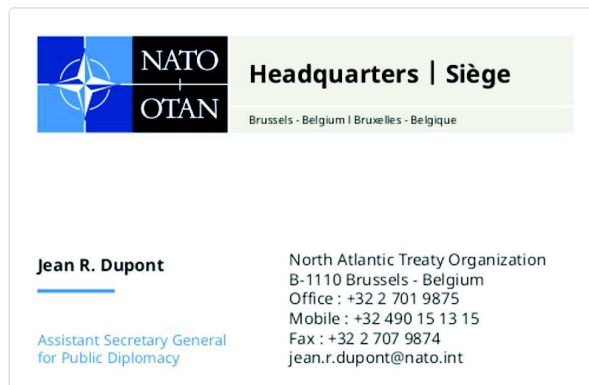 NATO
OTAN
Headquarters | Siège
Brussels - Belgium l Bruxelles - Belgique
Jean R. Dupont
Assistant Secretary General
for Public Diplomacy
North Atlantic Treaty Organization
B-1110 Brussels - Belgium
Office : +32 2 701 9875
Mobile : +32 490 15 13 15
Fax : +32 2 707 9874
jean.r.dupont@nato.int